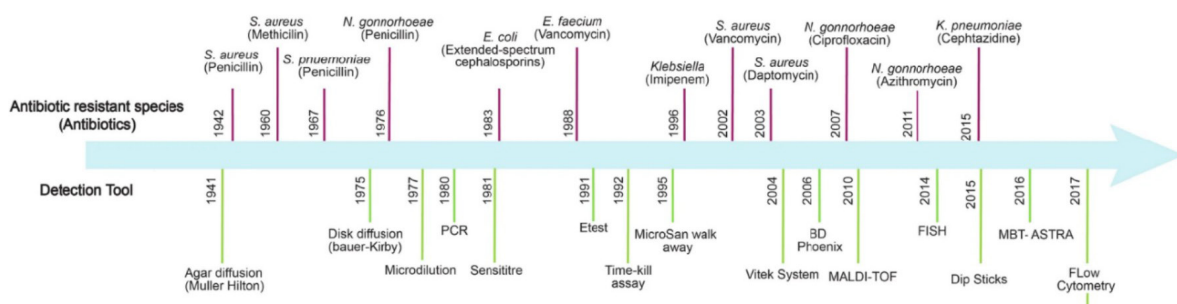 S. aureus
(Methicilin)
N. gonnorhoeae
(Penicillin)
E. faecium
(Vancomycin)
S. aureus
(Vancomycin)
N. gonnorhoeae
(Ciprofloxacin)
K. pneumoniae
(Cephtazidine)
S. aureus
(Penicillin)
S. pnuemoniae
(Penicillin)
E. coli
(Extended-spectrum
cephalosporins)
Klebsiella
(Imipenem)
S. aureus
(Daptomycin)
N. gonnorhoeae
(Azithromycin)
Antibiotic resistant species
(Antibiotics)
1942
1960
1967
1976
1983
1988
1996
2002
2003
2007
2011
2015
Detection Tool
1941
1975
1977
1980
1981
1991
1992
1995
2004
2006
2010
2014
2015
2016
2017
Agar diffusion
(Muller Hilton)
Disk diffusion
(bauer-Kirby)
Microdilution
PCR
Sensititre
Etest
Time-kill
assay
MicroSan walk
away
Vitek System
BD
Phoenix
MALDI-TOF
FISH
Dip Sticks
MBT- ASTRA
FLow
Cytometry